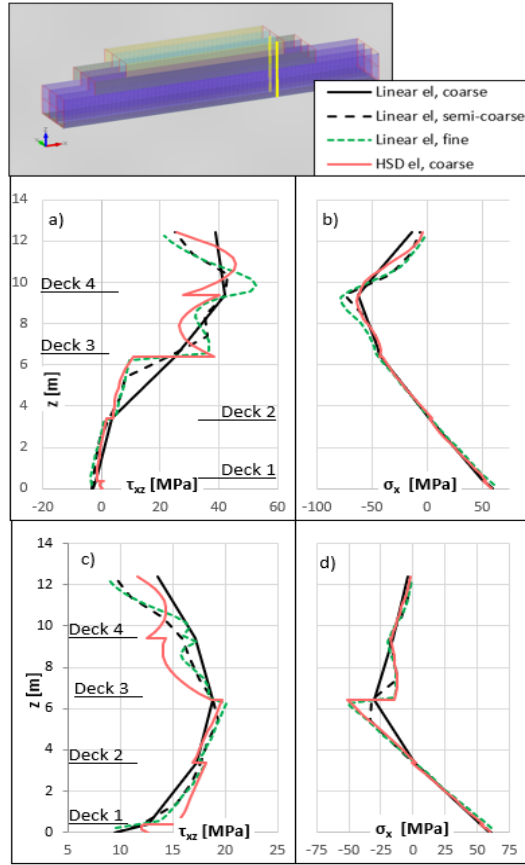 Linear el, coarse
Linear el, semi-coarse
Linear el, fine
HSD el, coarse
a)
14
12
10
8
6
4
2
0
z [m]
Deck 4
Deck 3
Deck 2
Deck 1
-20 0 20 40 60
τxz [MPa]
b)
-100 -50 0 50
σx [MPa]
c)
14
12
10
8
6
4
2
0
z [m]
Deck 4
Deck 3
Deck 2
Deck 1
5 10 15 20
τxz [MPa]
d)
-75 -50 -25 0 25 50 75
σx [MPa]